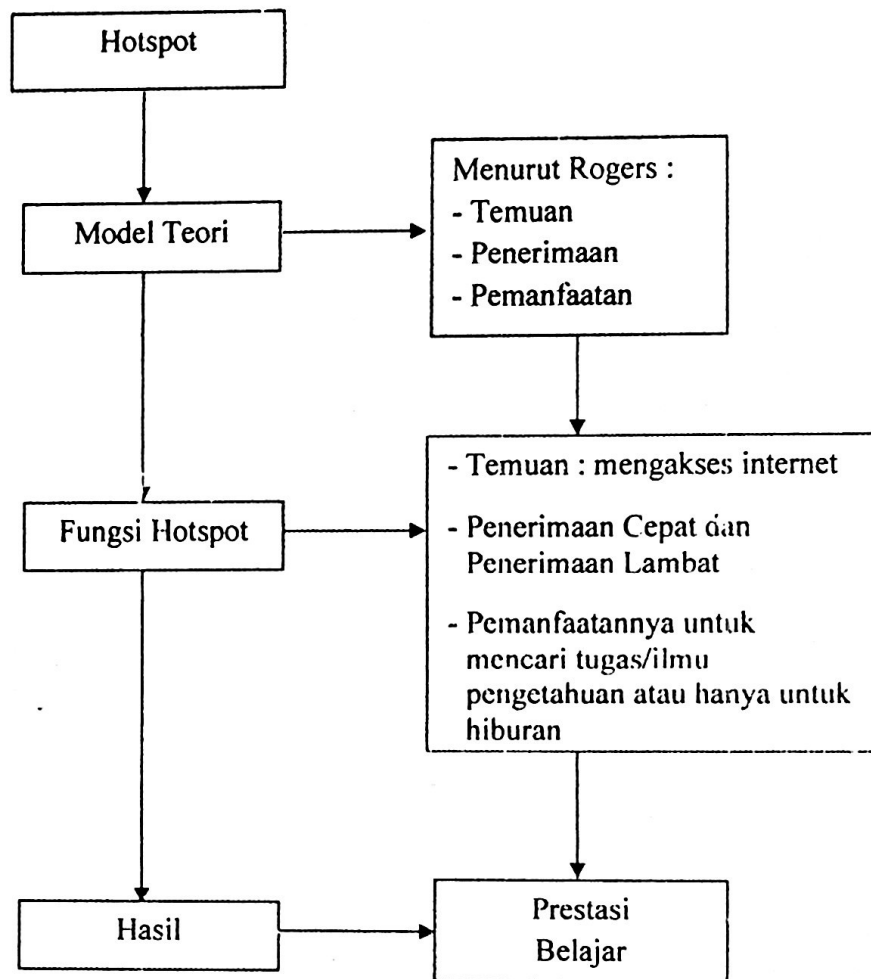 Hotspot
Model Teori
Menurut Rogers :
- Temuan
- Penerimaan
- Pemanfaatan
Fungsi Hotspot
- Temuan : mengakses internet
- Penerimaan Cepat dan
Penerimaan Lambat
- Pemanfaatannya untuk
mencari tugas/ilmu
pengetahuan atau hanya untuk
hiburan
Hasil
Prestasi
Belajar